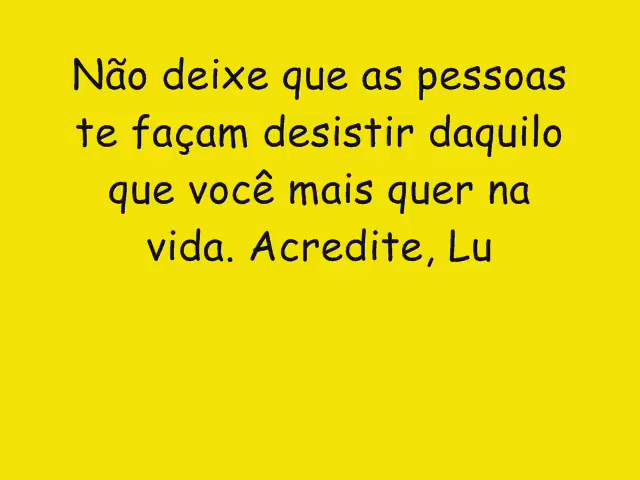 Não deixe que as pessoas
te façam desistir daquilo
que você mais quer na
vida. Acredite, Lu